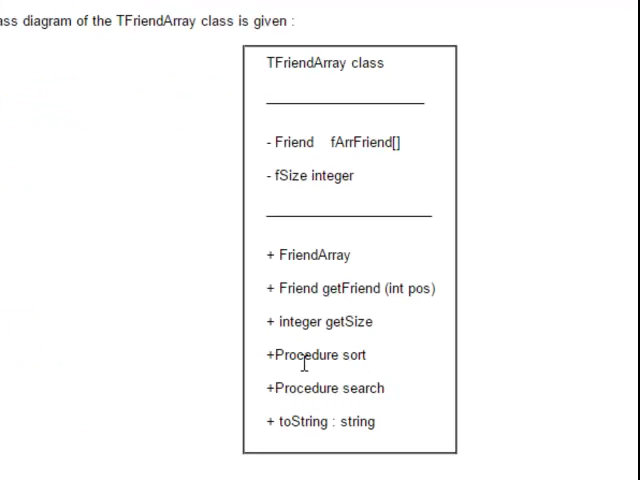 ass diagram of the TFriendArray class is given :
TFriendArray class
- Friend fArrFriend[]
- fSize integer
+ FriendArray
+ Friend getFriend (int pos)
+ integer getSize
+Procedure sort
+Procedure search
+ toString : string